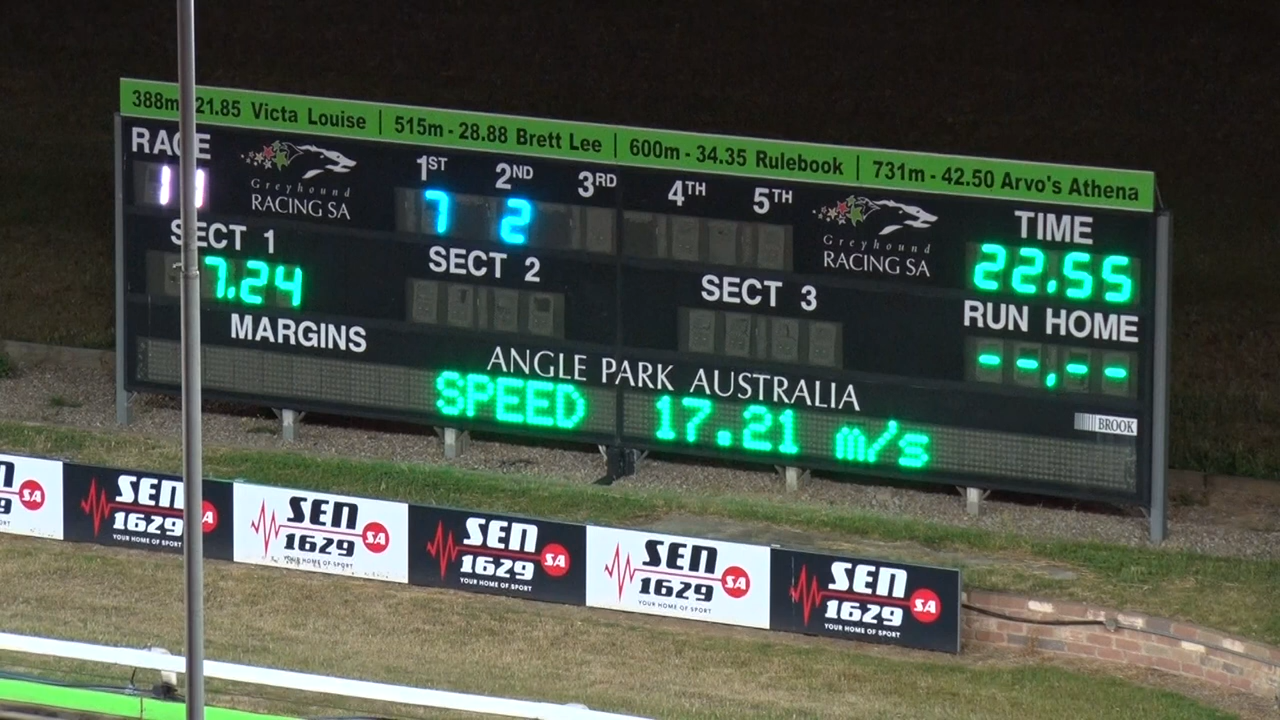 388m 21.85 Victa Louise | 515m - 28.88 Brett Lee | 600m - 34.35 Rulebook | 731m - 42.50 Arvo's Athena
RACE
11
Greyhound
RACING SA
1ST 2ND 3RD 4TH 5TH
7 2
Greyhound
RACING SA
TIME
22.55
SECT 1
7.24
SECT 2
SECT 3
RUN HOME
--.--
MARGINS
ANGLE PARK AUSTRALIA
SPEED 17.21 m/s
BROOK
9 SA
SEN
1629 SA
SEN
1629 SA
YOUR HOME OF SPORT
SEN
1629 SA
YOUR HOME OF SPORT
SEN
1629 SA
YOUR HOME OF SPORT
SEN
1629 SA
YOUR HOME OF SPORT